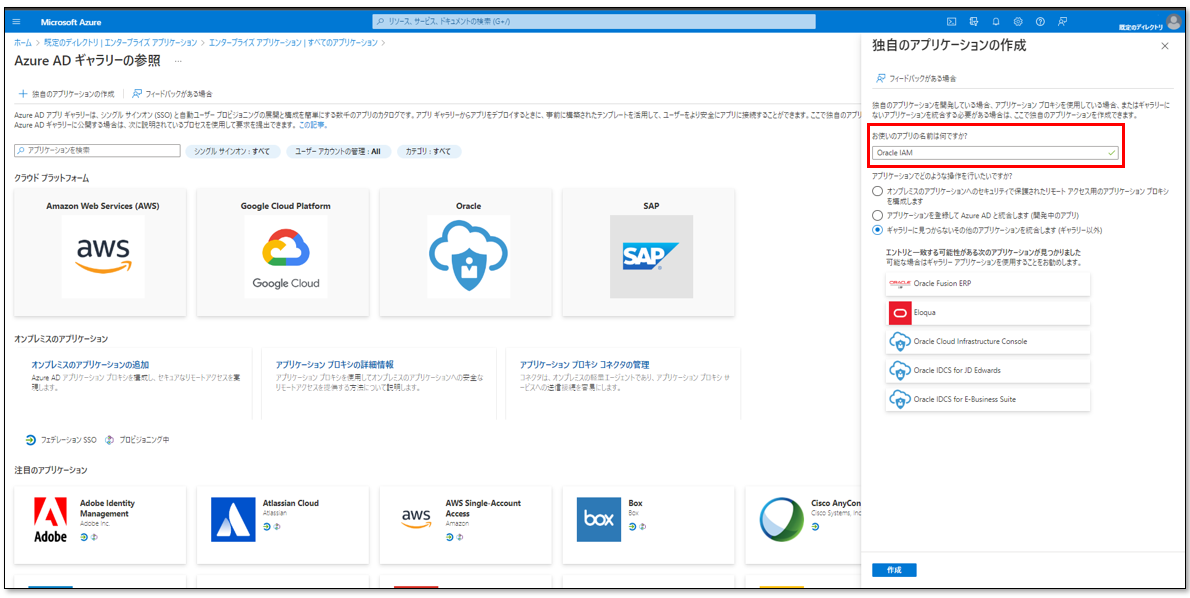 Microsoft Azure
リソース、サービス、ドキュメントの検索 (G+/)
既定のディレクトリ
ホーム > 既定のディレクトリ | エンタープライズ アプリケーション > エンタープライズ アプリケーション | すべてのアプリケーション >
Azure AD ギャラリーの参照 …
＋ 独自のアプリケーションの作成 フィードバックがある場合
Azure AD アプリ ギャラリーは、シングル サインオン (SSO) と自動ユーザー プロビジョニングの展開と構成を簡単にする数千のアプリのカタログです。アプリ ギャラリーからアプリをデプロイするときに、事前に構築されたテンプレートを活用して、ユーザーをより安全にアプリに接続することができます。ここで独自のアプリ
Azure AD ギャラリーに公開する場合は、次に説明されているプロセスを使用して要求を提出できます。この記事。
アプリケーションを検索
シングル サインオン : すべて
ユーザー アカウントの管理 : All
カテゴリ : すべて
クラウド プラットフォーム
Amazon Web Services (AWS)
aws
Google Cloud Platform
Google Cloud
Oracle
SAP
SAP
オンプレミスのアプリケーション
オンプレミスのアプリケーションの追加
Azure AD アプリケーション プロキシを構成し、セキュアなリモートアクセスを実
現します。
アプリケーション プロキシの詳細情報
アプリケーション プロキシを使用してオンプレミスのアプリケーションへの安全な
リモートアクセスを提供する方法について説明します。
アプリケーション プロキシ コネクタの管理
コネクタは、オンプレミスの軽量エージェントであり、アプリケーション プロキシ サ
ービスへの送信接続を容易にします。
フェデレーション SSO プロビジョニング中
注目のアプリケーション
Adobe
Adobe Identity
Management
Adobe Inc.
Atlassian Cloud
Atlassian
aws
AWS Single-Account
Access
Amazon
box
Box
Box
Cisco AnyCon
Cisco Systems, Inc
独自のアプリケーションの作成
フィードバックがある場合
独自のアプリケーションを開発している場合、アプリケーション プロキシを使用している場合、またはギャラリーに
ないアプリケーションを統合する必要がある場合は、ここで独自のアプリケーションを作成できます。
お使いのアプリの名前は何ですか?
Oracle IAM
アプリケーションでどのような操作を行いたいですか?
オンプレミスのアプリケーションへのセキュリティで保護されたリモート アクセス用のアプリケーション プロキシ
を構成します
アプリケーションを登録して Azure AD と統合します (開発中のアプリ)
ギャラリーに見つからないその他のアプリケーションを統合します (ギャラリー以外)
エントリと一致する可能性がある次のアプリケーションが見つかりました
可能な場合はギャラリー アプリケーションを使用することをお勧めします。
ORACLE
Oracle Fusion ERP
Eloqua
Oracle Cloud Infrastructure Console
Oracle IDCS for JD Edwards
Oracle IDCS for E-Business Suite
作成